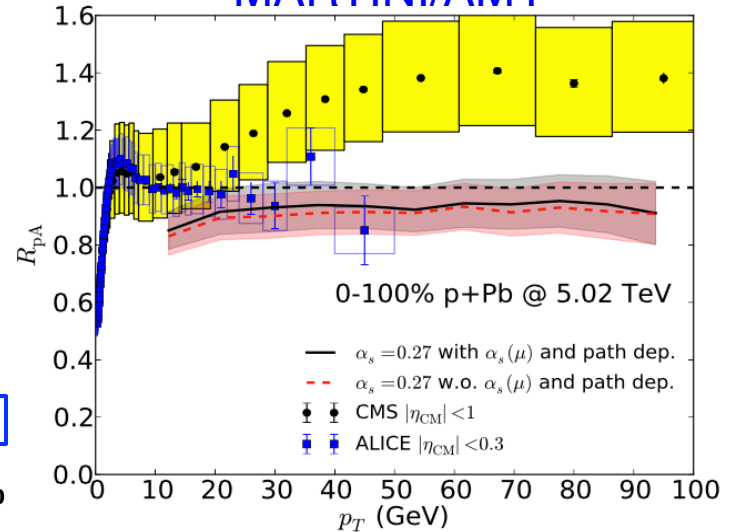 MARTINI/AMY
1.6
1.4
1.2
1.0
0.8
0.6
0.4
0.2
0.0
R_pA
0-100% p+Pb @ 5.02 TeV
α_s = 0.27 with α_s(μ) and path dep.
α_s = 0.27 w.o. α_s(μ) and path dep.
CMS |η_CM| < 1
ALICE |η_CM| < 0.3
0 10 20 30 40 50 60 70 80 90 100
p_T (GeV)